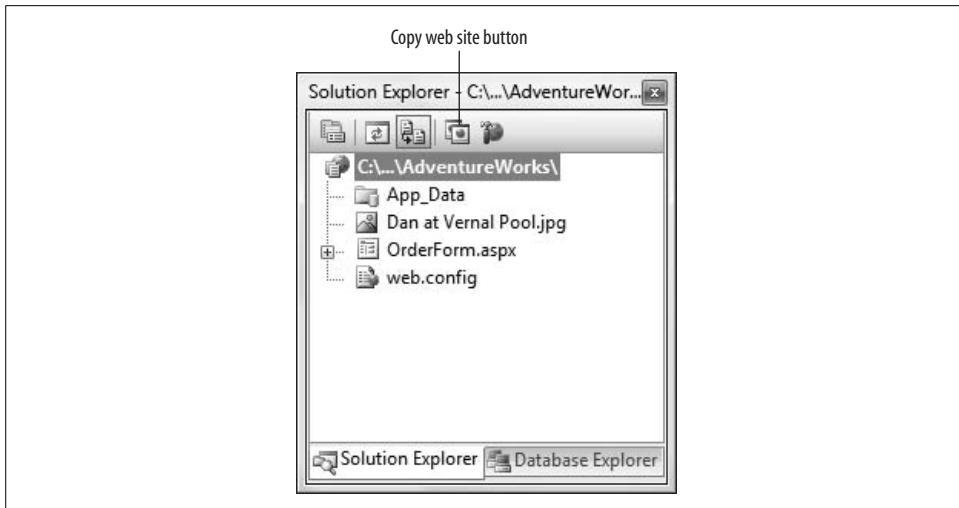 Copy web site button
Solution Explorer - C:\...\AdventureWor...
C:\...\AdventureWorks\
App_Data
Dan at Vernal Pool.jpg
OrderForm.aspx
web.config
Solution Explorer Database Explorer